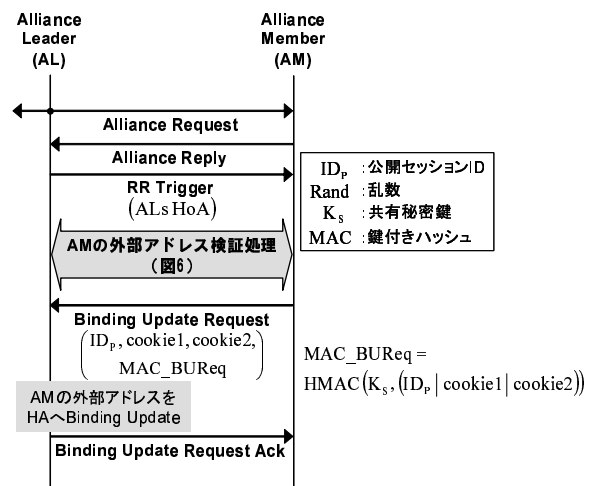 Alliance
Leader
(AL)
Alliance
Member
(AM)
Alliance Request
Alliance Reply
RR Trigger
(ALs HoA)
ID_P :公開セッションID
Rand :乱数
K_S :共有秘密鍵
MAC :鍵付きハッシュ
AMの外部アドレス検証処理
(図6)
Binding Update Request
(ID_P, cookie1, cookie2,
MAC_BUReq)
MAC_BUReq =
HMAC(K_S, (ID_P | cookie1 | cookie2))
AMの外部アドレスを
HAへBinding Update
Binding Update Request Ack